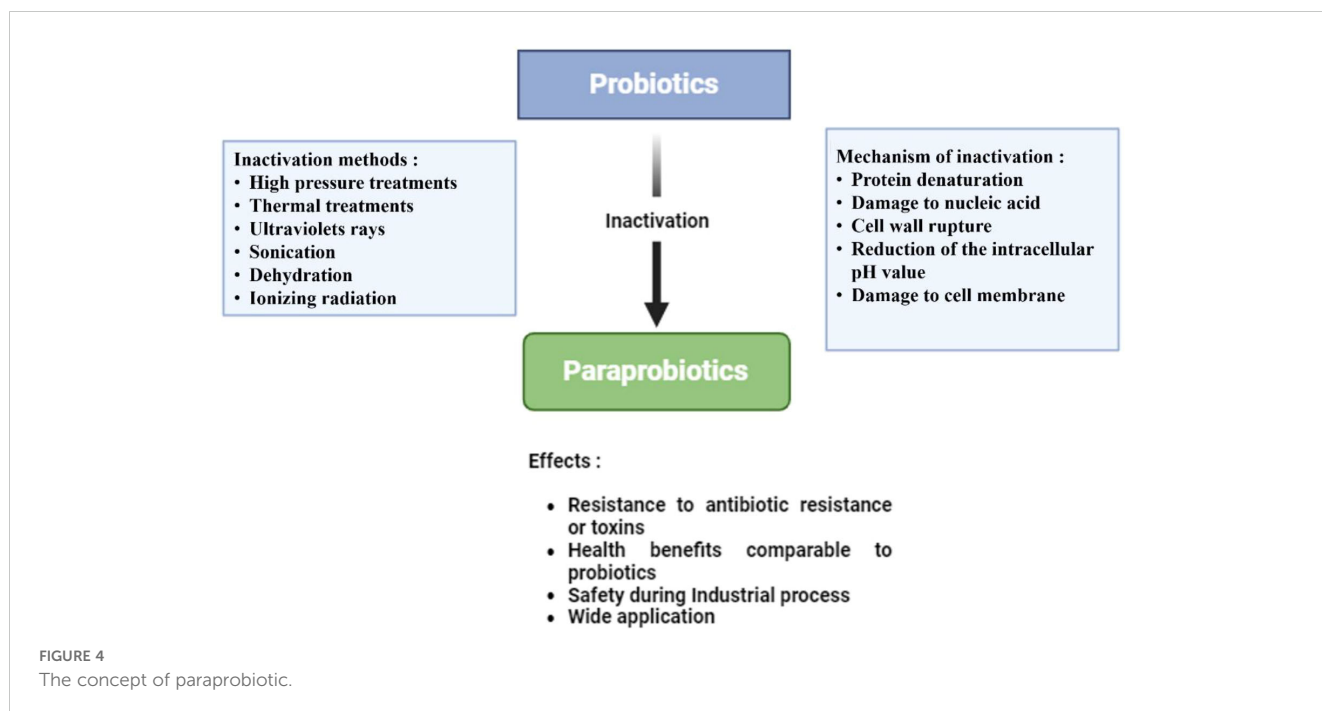 Probiotics
Inactivation methods :
• High pressure treatments
• Thermal treatments
• Ultraviolets rays
• Sonication
• Dehydration
• Ionizing radiation
Inactivation
Mechanism of inactivation :
• Protein denaturation
• Damage to nucleic acid
• Cell wall rupture
• Reduction of the intracellular
pH value
• Damage to cell membrane
Paraprobiotics
Effects :
• Resistance to antibiotic resistance
or toxins
• Health benefits comparable to
probiotics
• Safety during Industrial process
• Wide application
FIGURE 4
The concept of paraprobiotic.